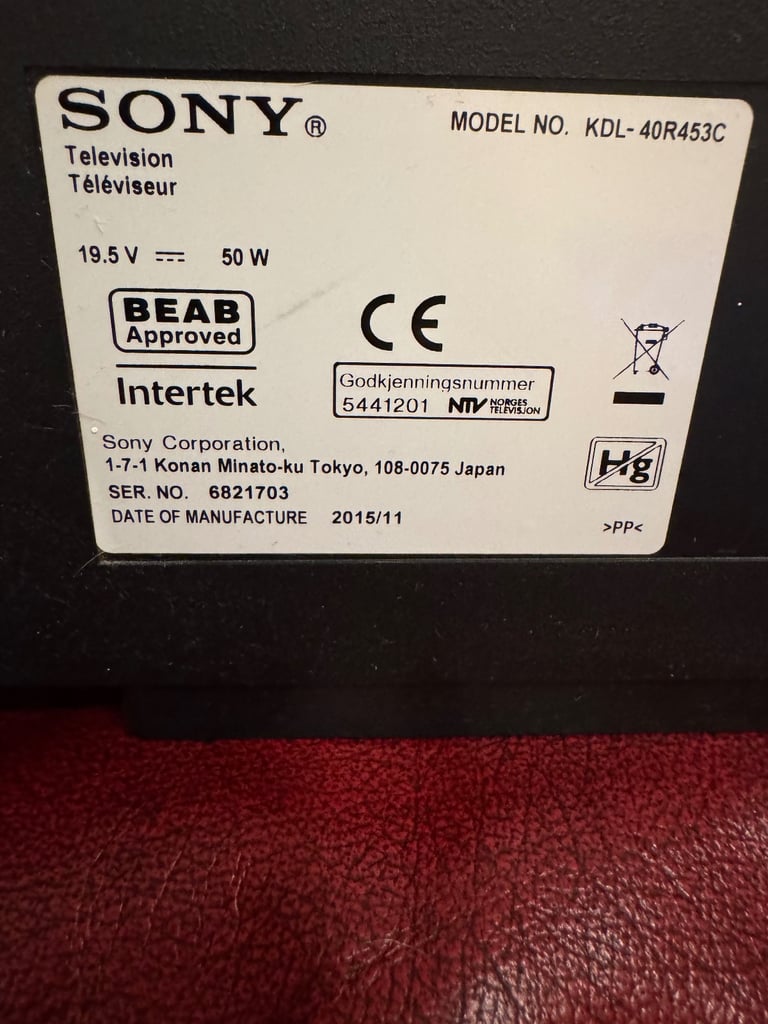 SONY®
MODEL NO. KDL-40R453C
Television
Téléviseur
19.5 V ⎓ 50 W
BEAB
Approved
Intertek
CE
Godkjenningsnummer
5441201 NTV NORGES TELEVISJON
Hg
Sony Corporation,
1-7-1 Konan Minato-ku Tokyo, 108-0075 Japan
SER. NO. 6821703
DATE OF MANUFACTURE 2015/11
>PP<